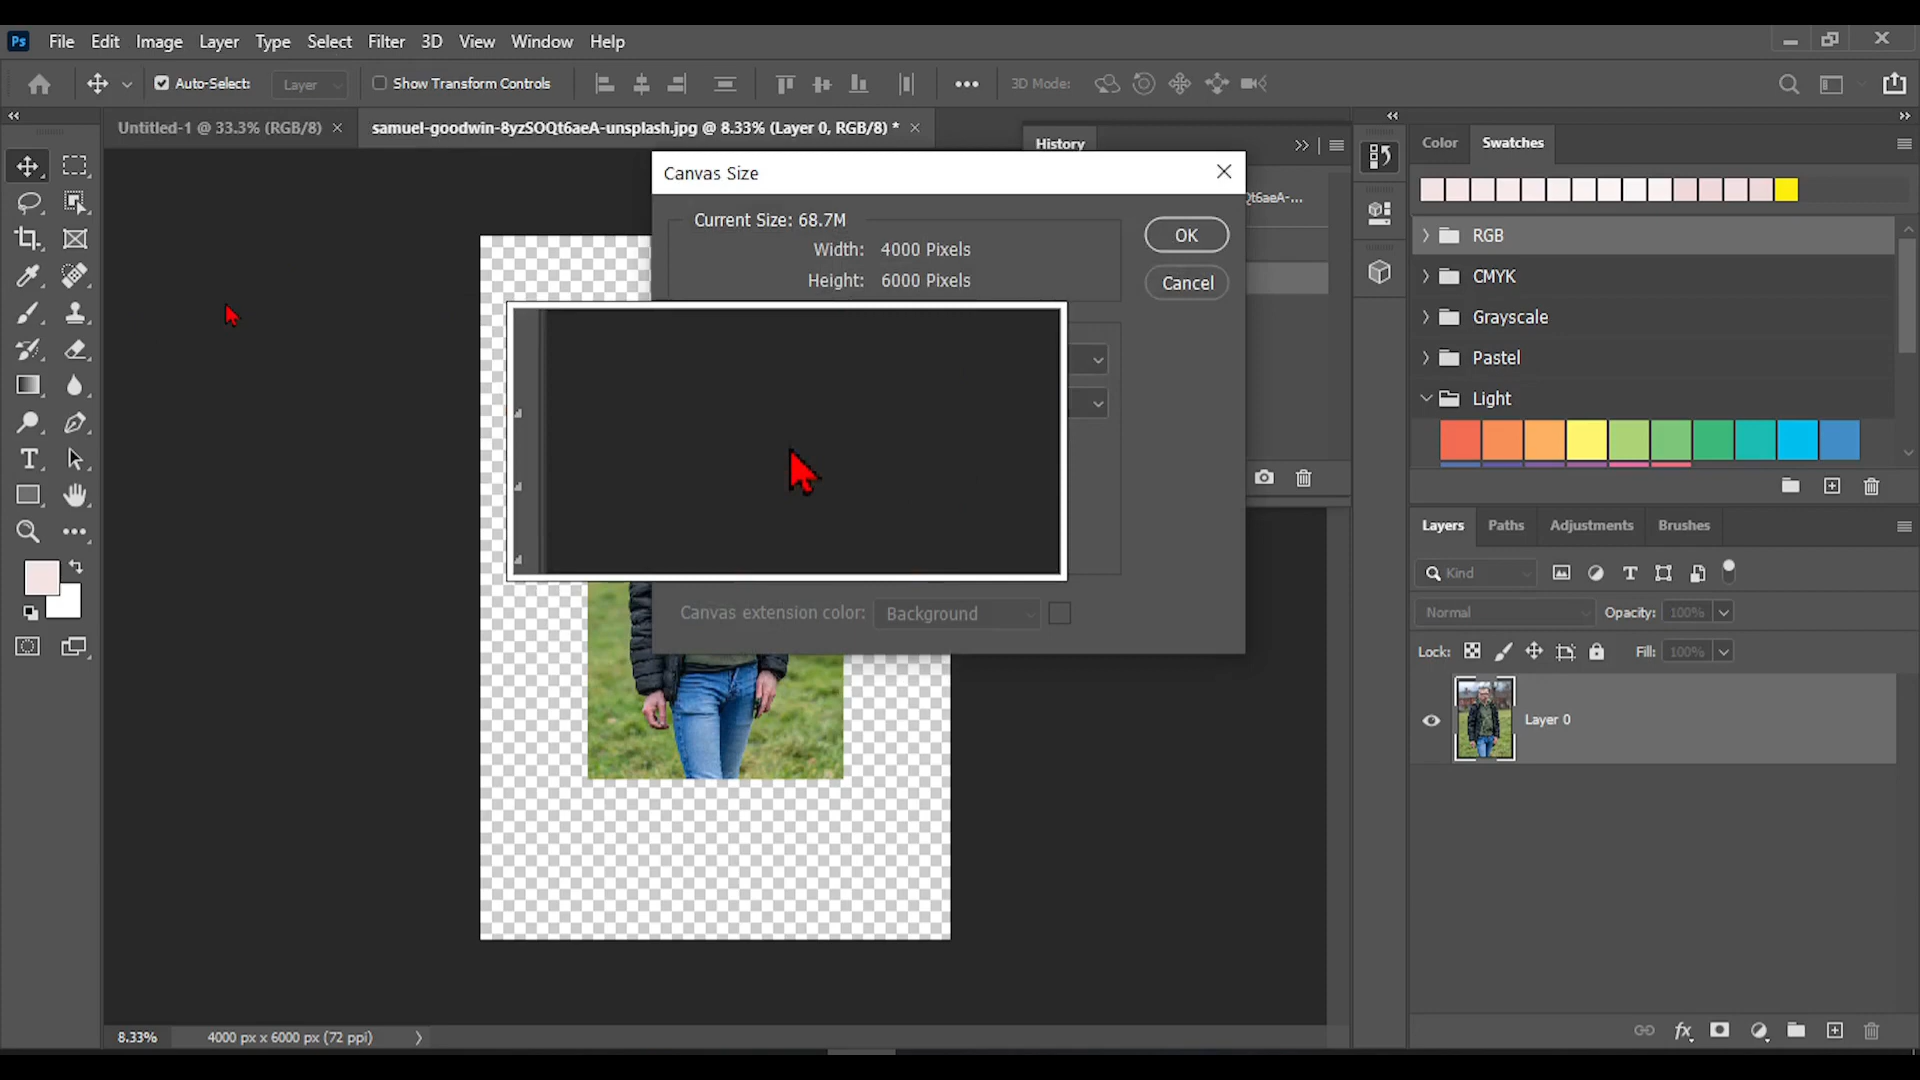 Ps File Edit Image Layer Type Select Filter 3D View Window Help
Auto-Select: Layer Show Transform Controls 3D Mode:
Untitled-1 @ 33.3% (RGB/8) samuel-goodwin-8yzSOQt6aeA-unsplash.jpg @ 8.33% (Layer 0, RGB/8) *
History
Canvas Size
Qt6aeA-...
Current Size: 68.7M
Width: 4000 Pixels
Height: 6000 Pixels
OK
Cancel
Canvas extension color: Background
Color Swatches
RGB
CMYK
Grayscale
Pastel
Light
Layers Paths Adjustments Brushes
Kind
Normal Opacity: 100%
Lock: Fill: 100%
Layer 0
fx
8.33% 4000 px x 6000 px (72 ppi)